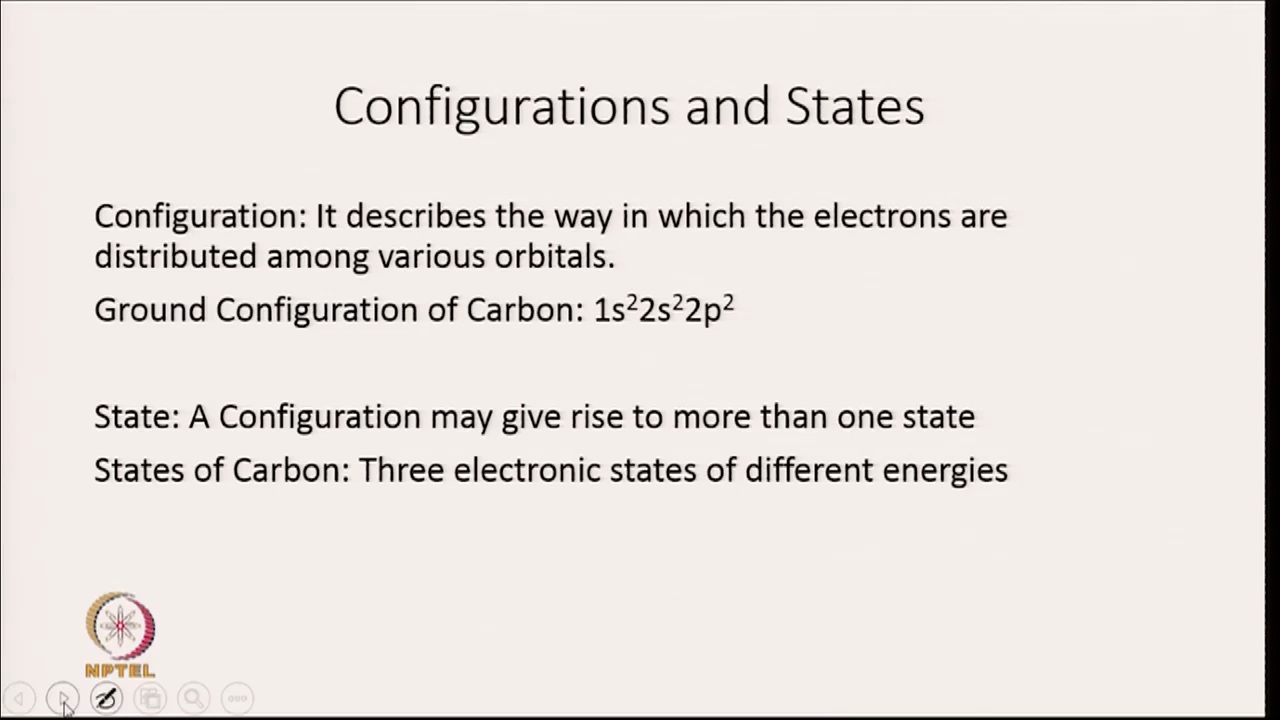 Configurations and States
Configuration: It describes the way in which the electrons are
distributed among various orbitals.
Ground Configuration of Carbon: 1s²2s²2p²
State: A Configuration may give rise to more than one state
States of Carbon: Three electronic states of different energies
NPTEL